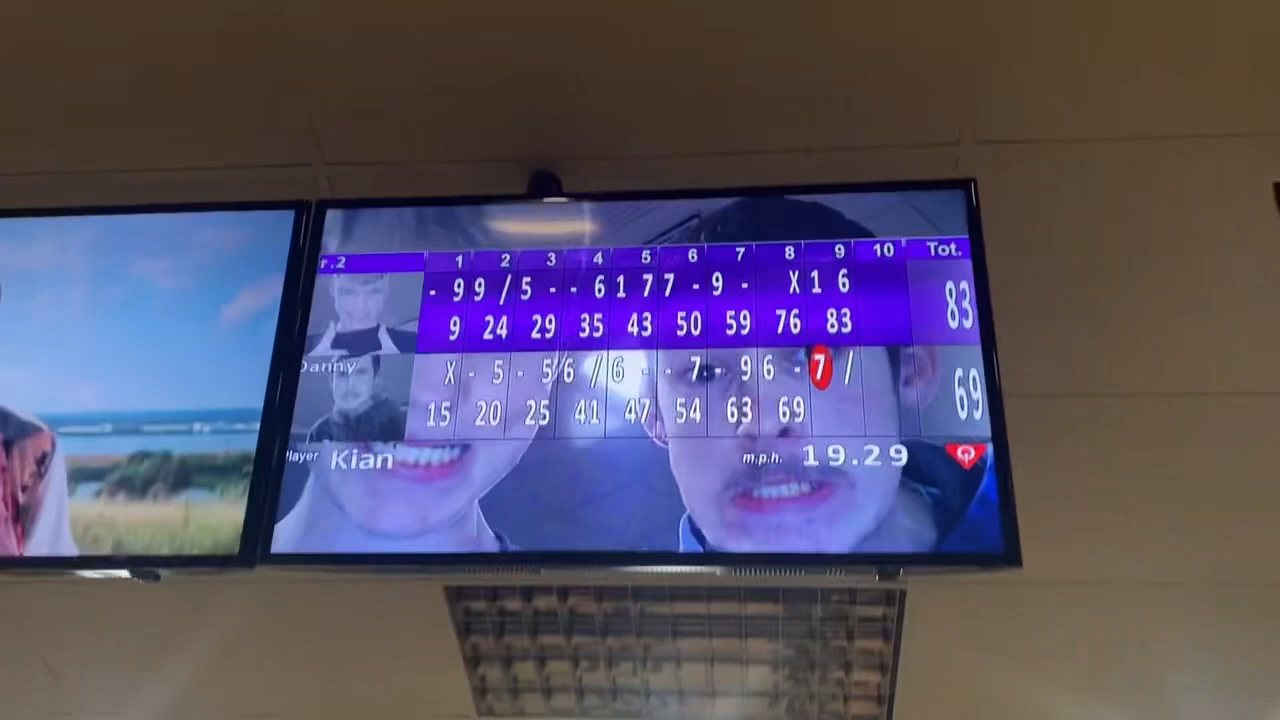 r.2 1 2 3 4 5 6 7 8 9 10 Tot.
- 9 9 / 5 - - 6 1 7 7 - 9 - X 1 6
9 24 29 35 43 50 59 76 83 83
Danny
X - 5 - 5 6 / 6 - - 7 - 9 6 - 7 /
15 20 25 41 47 54 63 69 69
layer Kian m.p.h. 19.29